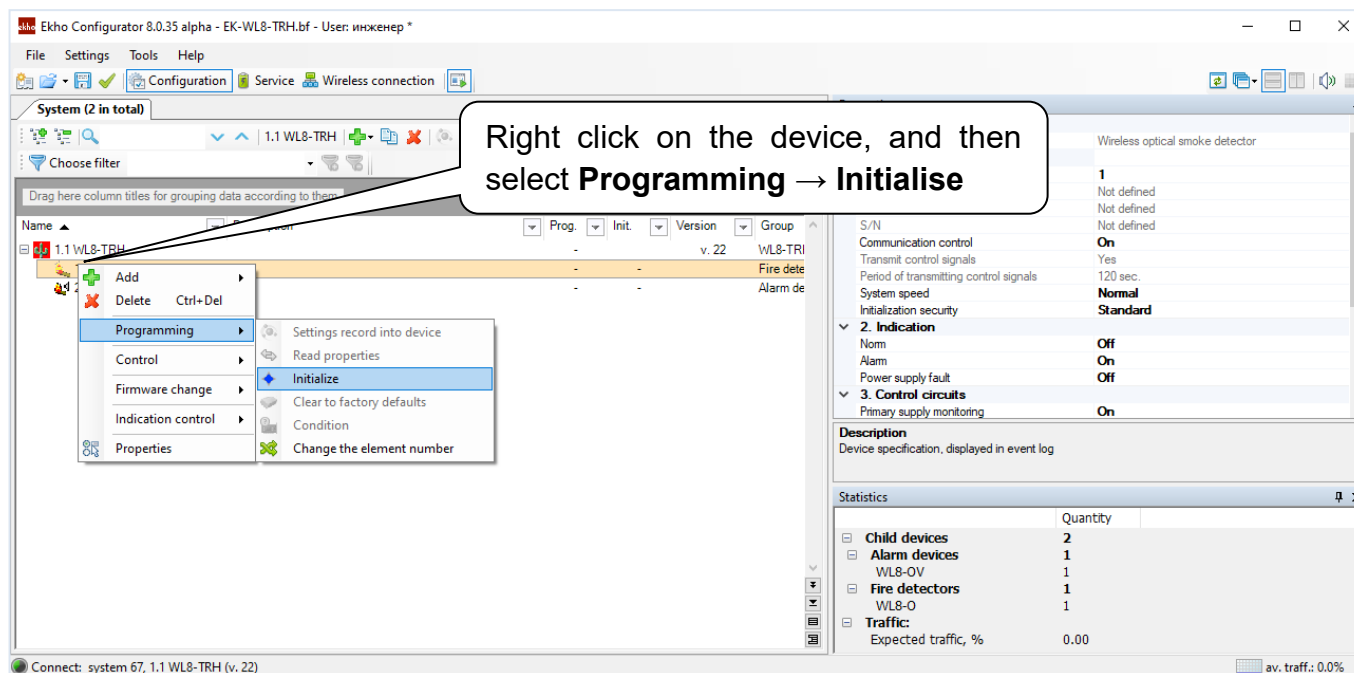 ekho Ekho Configurator 8.0.35 alpha - EK-WL8-TRH.bf - User: инженер *
File Settings Tools Help
Configuration Service Wireless connection
System (2 in total)
1.1 WL8-TRH
Choose filter
Drag here column titles for grouping data according to them
Right click on the device, and then
select Programming → Initialise
Name Prog. Init. Version Group
1.1 WL8-TRH - v. 22 WL8-TRI
- - Fire dete
2 - - Alarm de
Add
Delete Ctrl+Del
Programming
Control
Firmware change
Indication control
Properties
Settings record into device
Read properties
Initialize
Clear to factory defaults
Condition
Change the element number
Wireless optical smoke detector
1
Not defined
Not defined
S/N Not defined
Communication control On
Transmit control signals Yes
Period of transmitting control signals 120 sec.
System speed Normal
Initialization security Standard
2. Indication
Norm Off
Alarm On
Power supply fault Off
3. Control circuits
Primary supply monitoring On
Description
Device specification, displayed in event log
Statistics
Quantity
Child devices 2
Alarm devices 1
WL8-OV 1
Fire detectors 1
WL8-O 1
Traffic:
Expected traffic, % 0.00
Connect: system 67, 1.1 WL8-TRH (v. 22) av. traff.: 0.0%